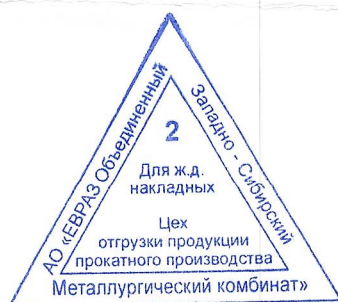 АО «ЕВРАЗ Объединенный
Западно - Сибирский
Металлургический комбинат»
2
Для ж.д.
накладных
Цех
отгрузки продукции
прокатного производства